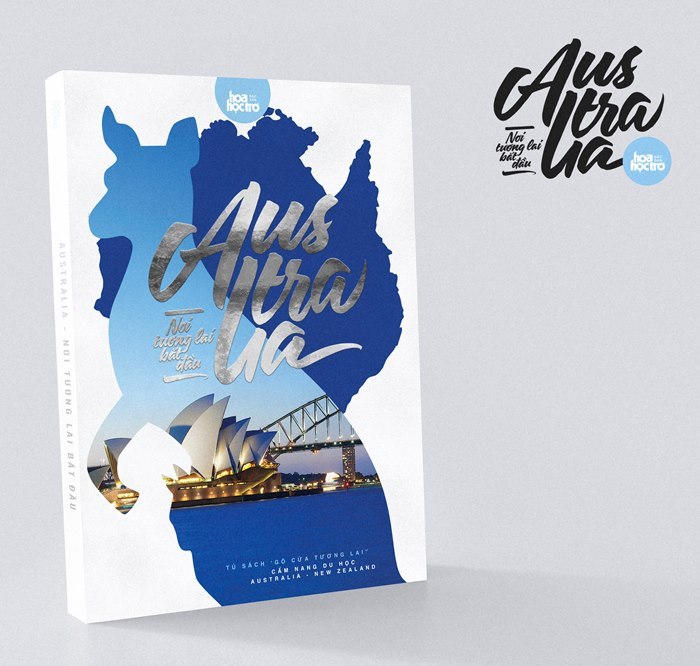 hoa
học trò
Aus
tra
lia
Nơi
tương lai
bắt
đầu
TỦ SÁCH "GÕ CỬA TƯƠNG LAI"
CẨM NANG DU HỌC
AUSTRALIA - NEW ZEALAND
AUSTRALIA - NƠI TƯƠNG LAI BẮT ĐẦU
Aus
tra
lia
Nơi
tương lai
bắt
đầu
hoa
học trò